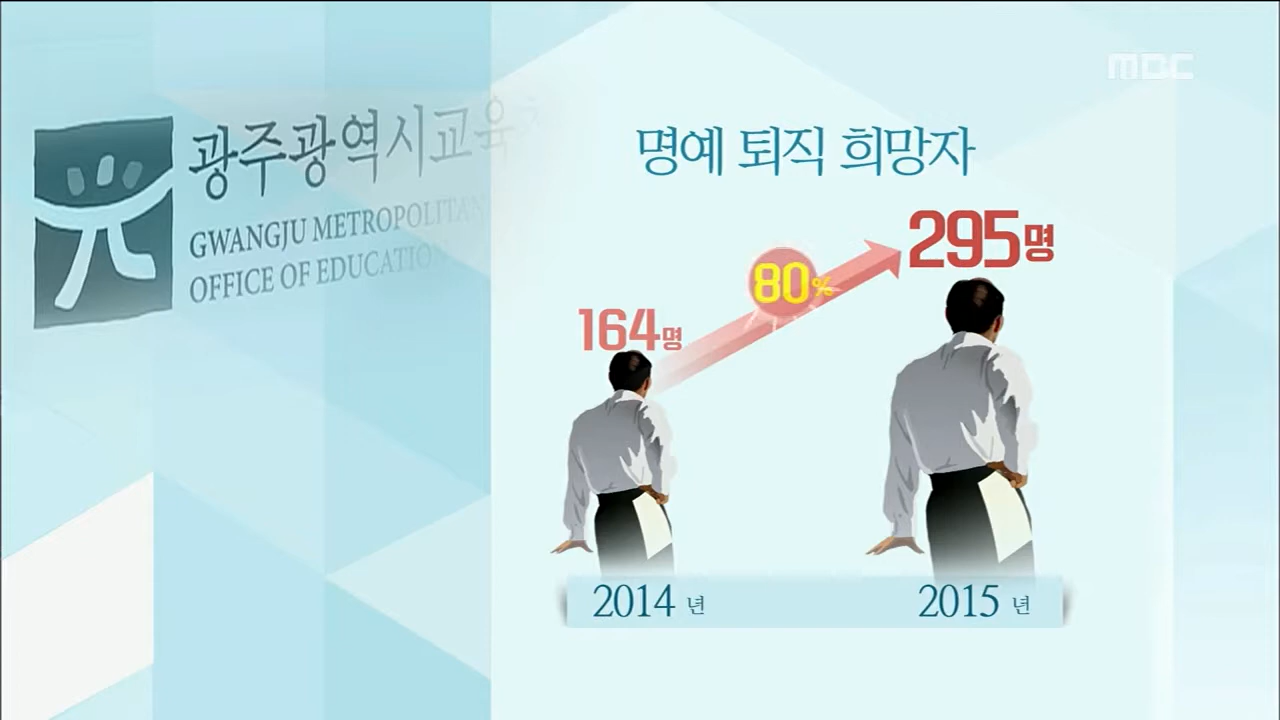 MBC
광주광역시교육
GWANGJU METROPOLITAN
OFFICE OF EDUCATION
명예 퇴직 희망자
295명
80%
164명
2014 년
2015 년